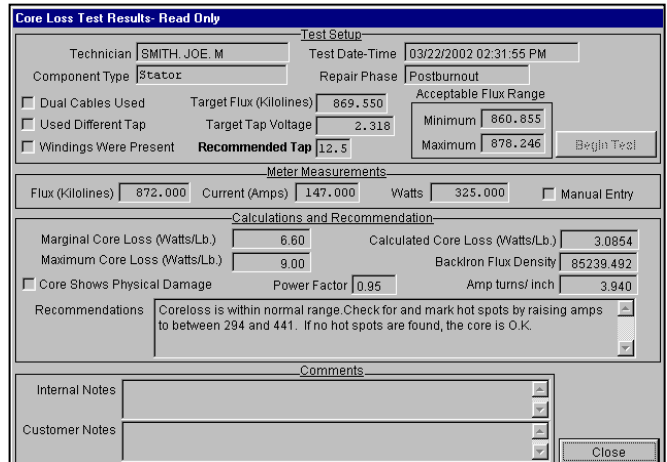 Core Loss Test Results- Read Only
Test Setup
Technician SMITH. JOE. M Test Date-Time 03/22/2002 02:31:55 PM
Component Type Stator Repair Phase Postburnout
Dual Cables Used Target Flux (Kilolines) 869.550 Acceptable Flux Range
Used Different Tap Target Tap Voltage 2.318 Minimum 860.855
Windings Were Present Recommended Tap 12.5 Maximum 878.246 Begin Test
Meter Measurements
Flux (Kilolines) 872.000 Current (Amps) 147.000 Watts 325.000 Manual Entry
Calculations and Recommendation
Marginal Core Loss (Watts/Lb.) 6.60 Calculated Core Loss (Watts/Lb.) 3.0854
Maximum Core Loss (Watts/Lb.) 9.00 BackIron Flux Density 85239.492
Core Shows Physical Damage Power Factor 0.95 Amp turns/ inch 3.940
Recommendations Coreloss is within normal range.Check for and mark hot spots by raising amps
to between 294 and 441. If no hot spots are found, the core is O.K.
Comments
Internal Notes
Customer Notes
Close